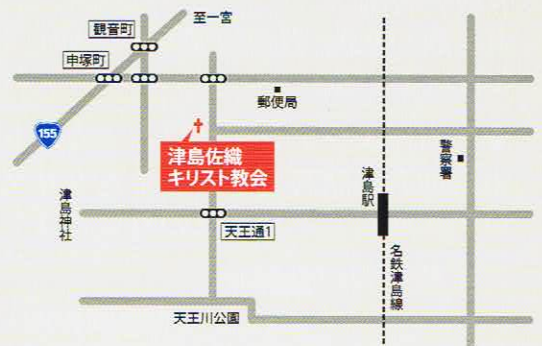 至一宮
観音町
申塚町
郵便局
155
津島佐織
キリスト教会
警察署
津島駅
津島神社
天王通1
名鉄津島線
天王川公園